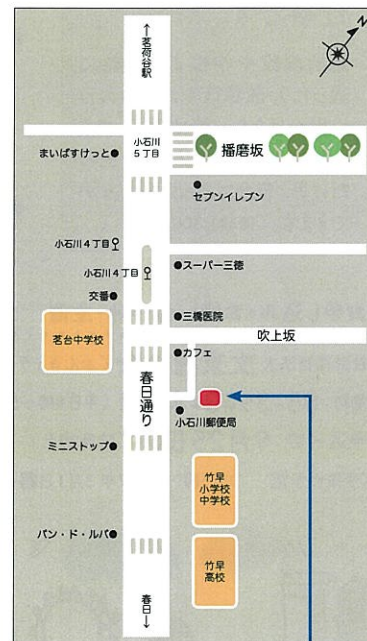 N
←茗荷谷駅
小石川
5丁目
まいばすけっと
播磨坂
セブンイレブン
小石川4丁目
小石川4丁目
スーパー三徳
交番
三橋医院
吹上坂
茗台中学校
カフェ
春日通り
小石川郵便局
ミニストップ
竹早
小学校
中学校
パン・ド・ルパ
竹早
高校
春日→